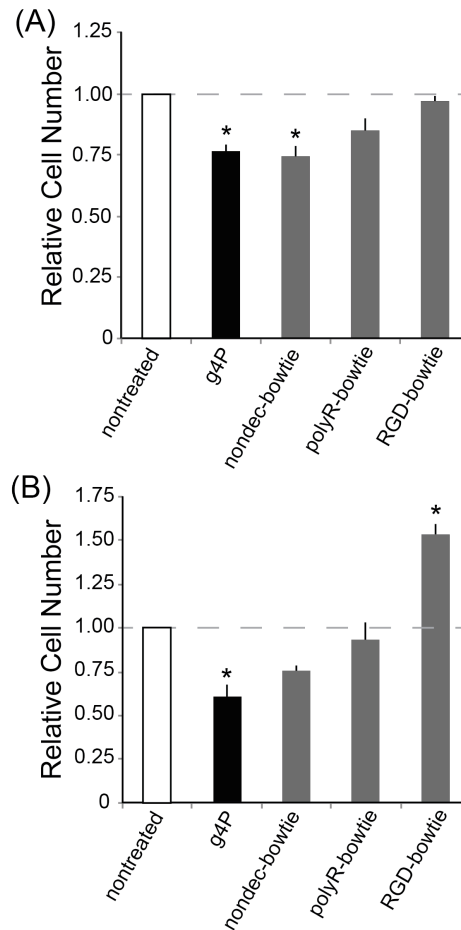 (A)
Relative Cell Number
1.25
1.00
0.75
0.50
0.25
0
*
*
nontreated
g4P
nondec-bowtie
polyR-bowtie
RGD-bowtie
(B)
Relative Cell Number
1.75
1.50
1.25
1.00
0.75
0.50
0.25
0
*
*
nontreated
g4P
nondec-bowtie
polyR-bowtie
RGD-bowtie